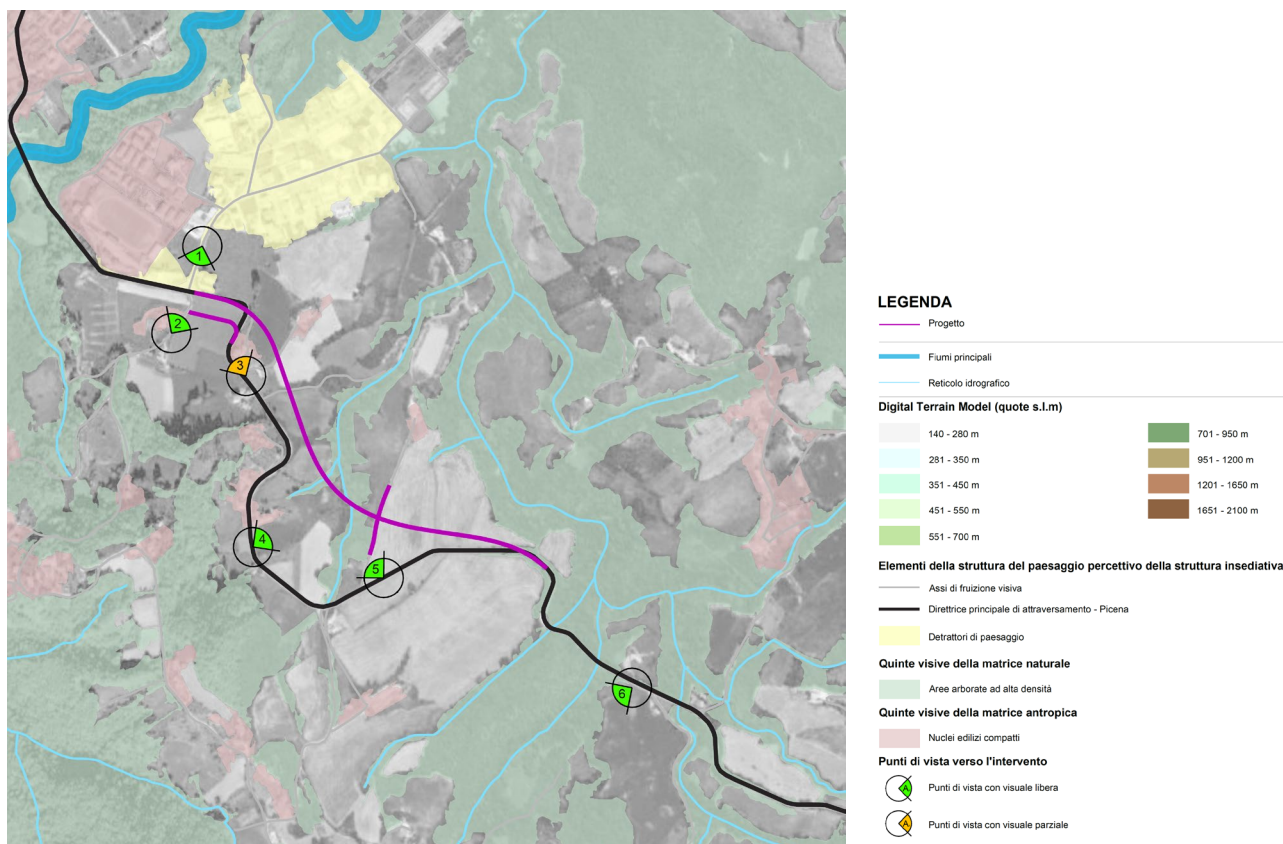 1
2
3
4
5
6
LEGENDA
Progetto
Fiumi principali
Reticolo idrografico
Digital Terrain Model (quote s.l.m)
140 - 280 m
701 - 950 m
281 - 350 m
951 - 1200 m
351 - 450 m
1201 - 1650 m
451 - 550 m
1651 - 2100 m
551 - 700 m
Elementi della struttura del paesaggio percettivo della struttura insediativa
Assi di fruizione visiva
Direttrice principale di attraversamento - Picena
Detrattori di paesaggio
Quinte visive della matrice naturale
Aree arborate ad alta densità
Quinte visive della matrice antropica
Nuclei edilizi compatti
Punti di vista verso l'intervento
A
Punti di vista con visuale libera
A
Punti di vista con visuale parziale